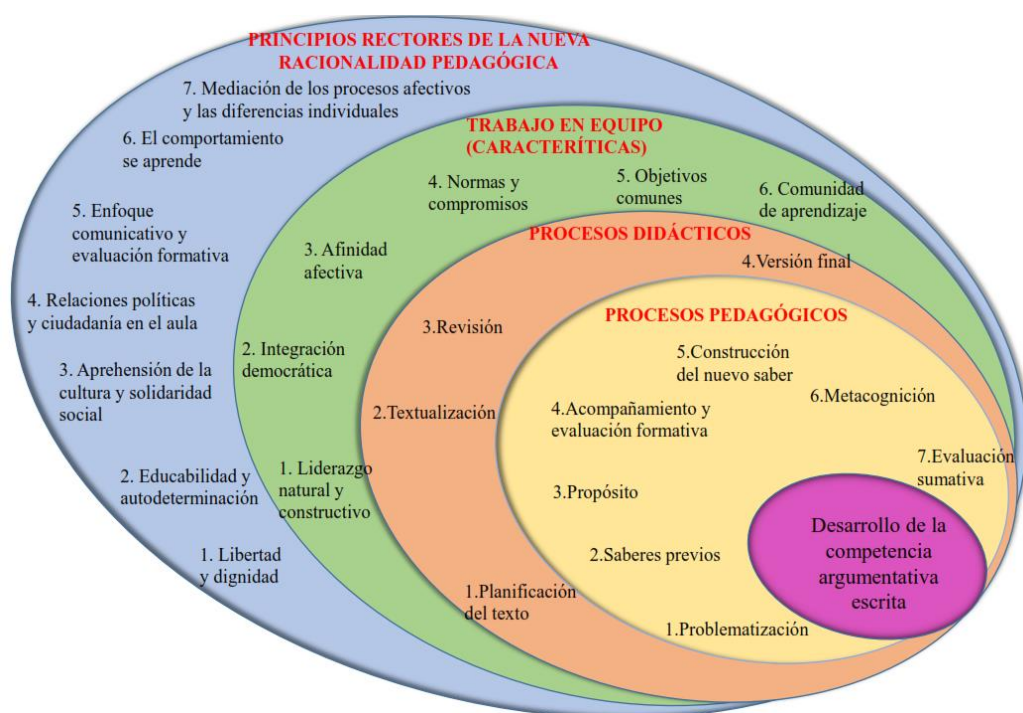 PRINCIPIOS RECTORES DE LA NUEVA
RACIONALIDAD PEDAGÓGICA
7. Mediación de los procesos afectivos
y las diferencias individuales
6. El comportamiento
se aprende
5. Enfoque
comunicativo y
evaluación formativa
4. Relaciones políticas
y ciudadanía en el aula
3. Aprehensión de la
cultura y solidaridad
social
2. Educabilidad y
autodeterminación
1. Libertad
y dignidad
TRABAJO EN EQUIPO
(CARACTERÍTICAS)
6. Comunidad
de aprendizaje
5. Objetivos
comunes
4. Normas y
compromisos
3. Afinidad
afectiva
2. Integración
democrática
1. Liderazgo
natural y
constructivo
PROCESOS DIDÁCTICOS
4.Versión final
3.Revisión
2.Textualización
1.Planificación
del texto
PROCESOS PEDAGÓGICOS
5.Construcción
del nuevo saber
6.Metacognición
4.Acompañamiento y
evaluación formativa
7.Evaluación
sumativa
3.Propósito
2.Saberes previos
1.Problematización
Desarrollo de la
competencia
argumentativa
escrita